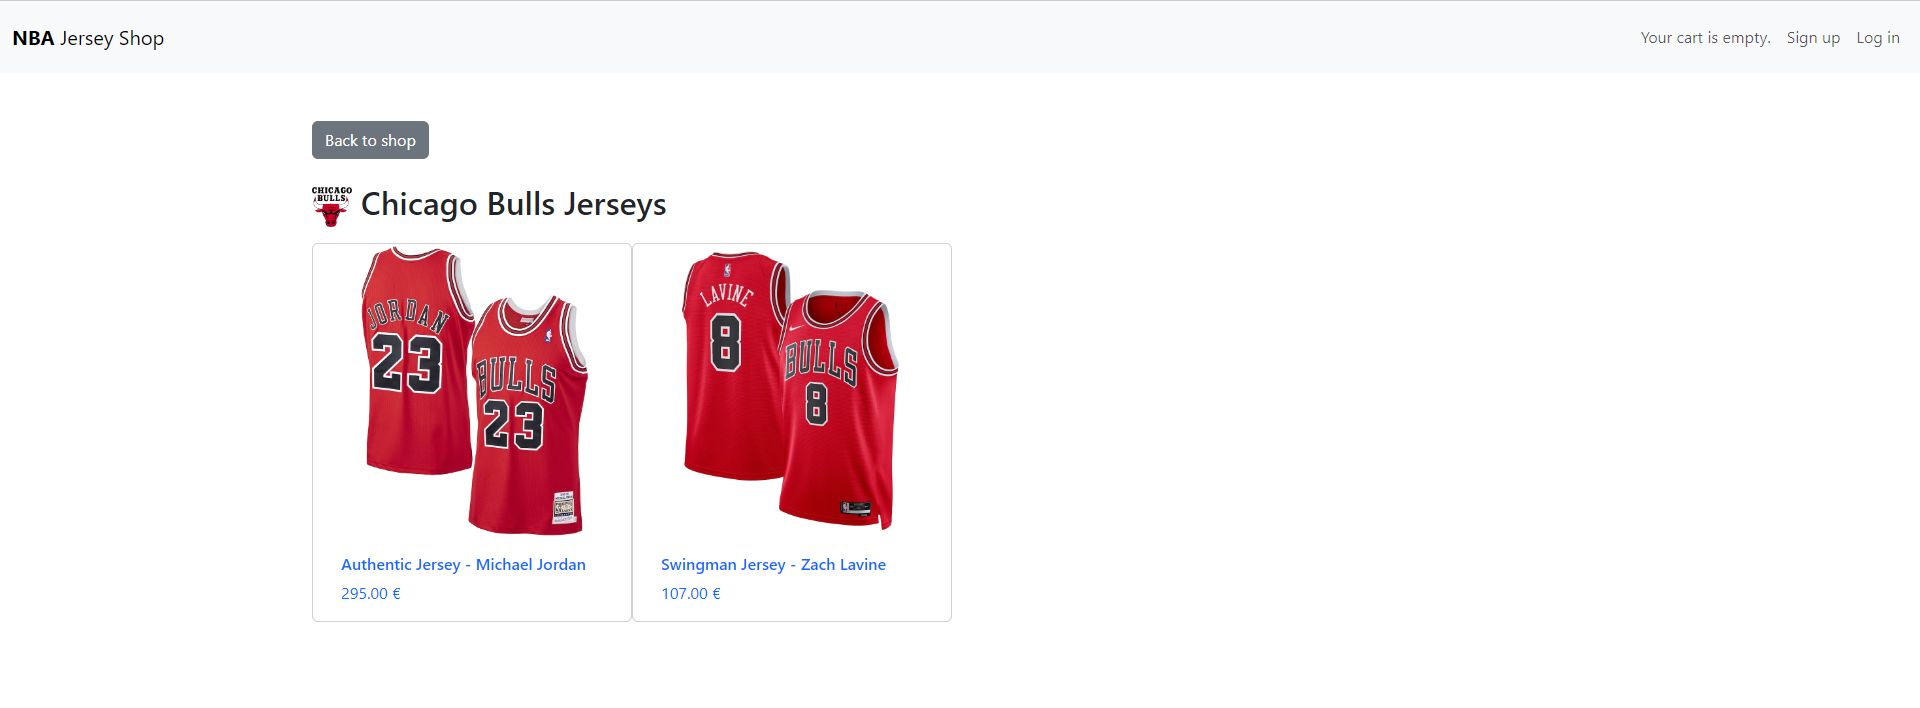 NBA Jersey Shop
Your cart is empty. Sign up Log in
Back to shop
CHICAGO
BULLS
Chicago Bulls Jerseys
JORDAN
23
BULLS
23
LAVINE
8
BULLS
8
Authentic Jersey - Michael Jordan
295.00 €
Swingman Jersey - Zach Lavine
107.00 €